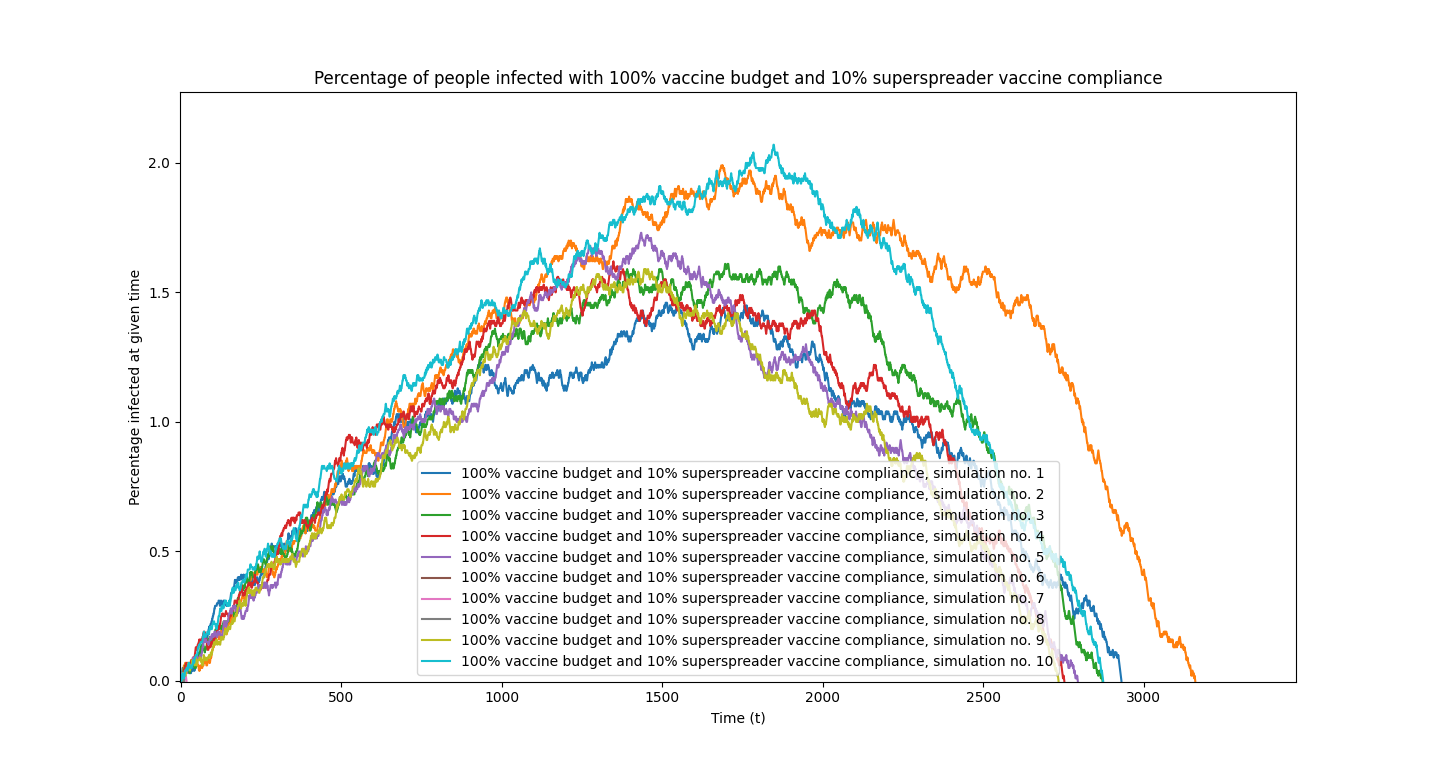 Percentage of people infected with 100% vaccine budget and 10% superspreader vaccine compliance
Percentage infected at given time
2.0
1.5
1.0
0.5
0.0
100% vaccine budget and 10% superspreader vaccine compliance, simulation no. 1
100% vaccine budget and 10% superspreader vaccine compliance, simulation no. 2
100% vaccine budget and 10% superspreader vaccine compliance, simulation no. 3
100% vaccine budget and 10% superspreader vaccine compliance, simulation no. 4
100% vaccine budget and 10% superspreader vaccine compliance, simulation no. 5
100% vaccine budget and 10% superspreader vaccine compliance, simulation no. 6
100% vaccine budget and 10% superspreader vaccine compliance, simulation no. 7
100% vaccine budget and 10% superspreader vaccine compliance, simulation no. 8
100% vaccine budget and 10% superspreader vaccine compliance, simulation no. 9
100% vaccine budget and 10% superspreader vaccine compliance, simulation no. 10
0 500 1000 1500 2000 2500 3000
Time (t)